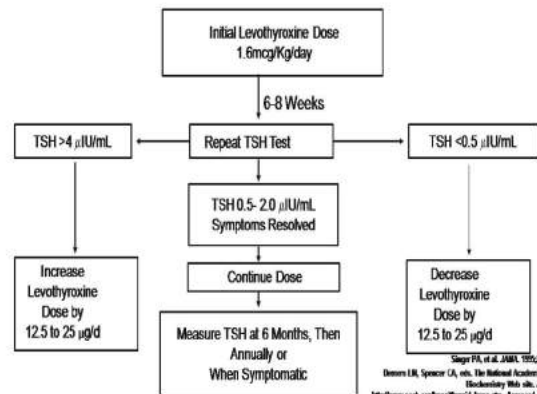 Initial Levothyroxine Dose
1.6mcg/Kg/day
6-8 Weeks
TSH >4 μIU/mL
Repeat TSH Test
TSH <0.5 μIU/mL
TSH 0.5- 2.0 μIU/mL
Symptoms Resolved
Increase
Levothyroxine
Dose by
12.5 to 25 μg/d
Continue Dose
Decrease
Levothyroxine
Dose by
12.5 to 25 μg/d
Measure TSH at 6 Months, Then
Annually or
When Symptomatic
Singer PA, et al. JAMA. 1995;
Demers LM, Spencer CA, eds. The National Academ
Biochemistry Web site.